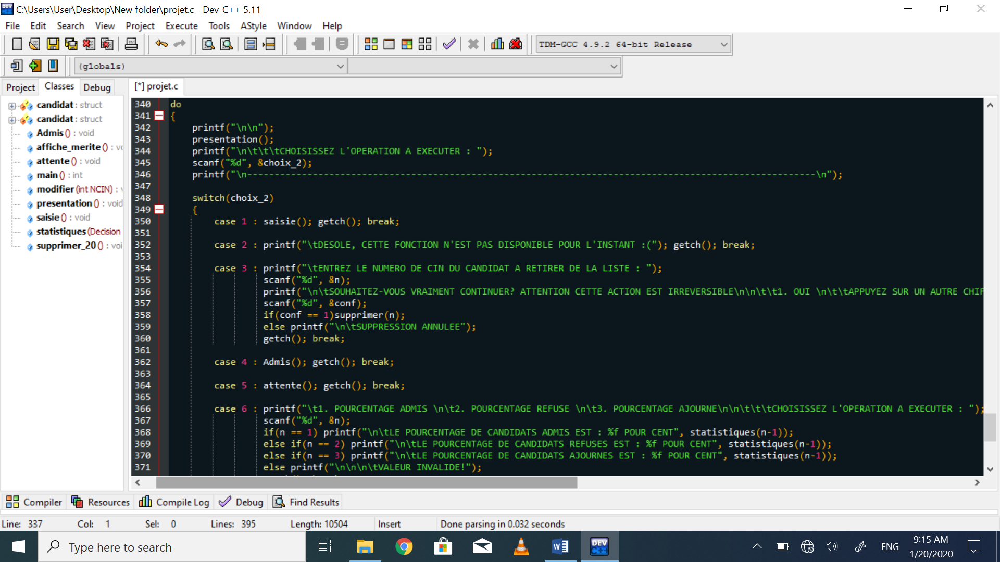 C:\Users\User\Desktop\New folder\projet.c - Dev-C++ 5.11
File Edit Search View Project Execute Tools AStyle Window Help
TDM-GCC 4.9.2 64-bit Release
(globals)
Project Classes Debug
[*] projet.c
candidat : struct
candidat : struct
Admis () : void
affiche_merite () : vo
attente () : void
main () : int
modifier (int NCIN) :
presentation () : void
saisie () : void
statistiques (Decision
supprimer_20 () : voi
340 do
341 {
342 printf("\n\n");
343 presentation();
344 printf("\n\t\t\tCHOISISSEZ L'OPERATION A EXECUTER : ");
345 scanf("%d", &choix_2);
346 printf("\n--------------------------------------------------------------------------------------------------------\n");
347
348 switch(choix_2)
349 {
350 case 1 : saisie(); getch(); break;
351
352 case 2 : printf("\tDESOLE, CETTE FONCTION N'EST PAS DISPONIBLE POUR L'INSTANT :("); getch(); break;
353
354 case 3 : printf("\tENTREZ LE NUMERO DE CIN DU CANDIDAT A RETIRER DE LA LISTE : ");
355 scanf("%d", &n);
356 printf("\n\tSOUHAITEZ-VOUS VRAIMENT CONTINUER? ATTENTION CETTE ACTION EST IRREVERSIBLE\n\n\t\t1. OUI \n\t\tAPPUYEZ SUR UN AUTRE CHIF
357 scanf("%d", &conf);
358 if(conf == 1)supprimer(n);
359 else printf("\n\tSUPPRESSION ANNULEE");
360 getch(); break;
361
362 case 4 : Admis(); getch(); break;
363
364 case 5 : attente(); getch(); break;
365
366 case 6 : printf("\t1. POURCENTAGE ADMIS \n\t2. POURCENTAGE REFUSE \n\t3. POURCENTAGE AJOURNE\n\n\t\t\tCHOISISSEZ L'OPERATION A EXECUTER : ");
367 scanf("%d", &n);
368 if(n == 1) printf("\n\tLE POURCENTAGE DE CANDIDATS ADMIS EST : %f POUR CENT", statistiques(n-1));
369 else if(n == 2) printf("\n\tLE POURCENTAGE DE CANDIDATS REFUSES EST : %f POUR CENT", statistiques(n-1));
370 else if(n == 3) printf("\n\tLE POURCENTAGE DE CANDIDATS AJOURNES EST : %f POUR CENT", statistiques(n-1));
371 else printf("\n\n\n\tVALEUR INVALIDE!");
Compiler Resources Compile Log Debug Find Results
Line: 337 Col: 1 Sel: 0 Lines: 395 Length: 10504 Insert Done parsing in 0.032 seconds
Type here to search
ENG
9:15 AM
1/20/2020